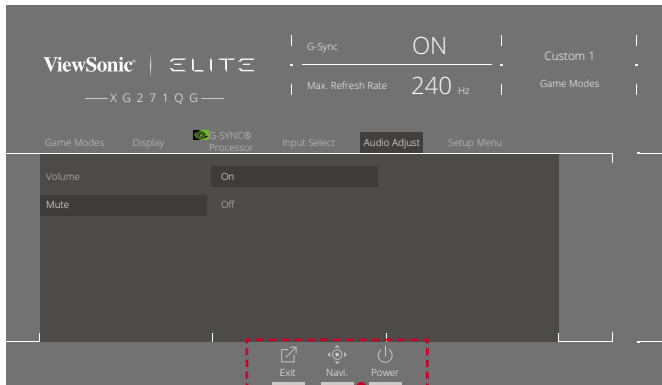 ViewSonic® ELITE
XG271QG
G-Sync ON
Max. Refresh Rate 240 Hz
Custom 1
Game Modes
Game Modes Display G-SYNC® Processor Input Select Audio Adjust Setup Menu
Volume On
Mute Off
Exit Navi. Power